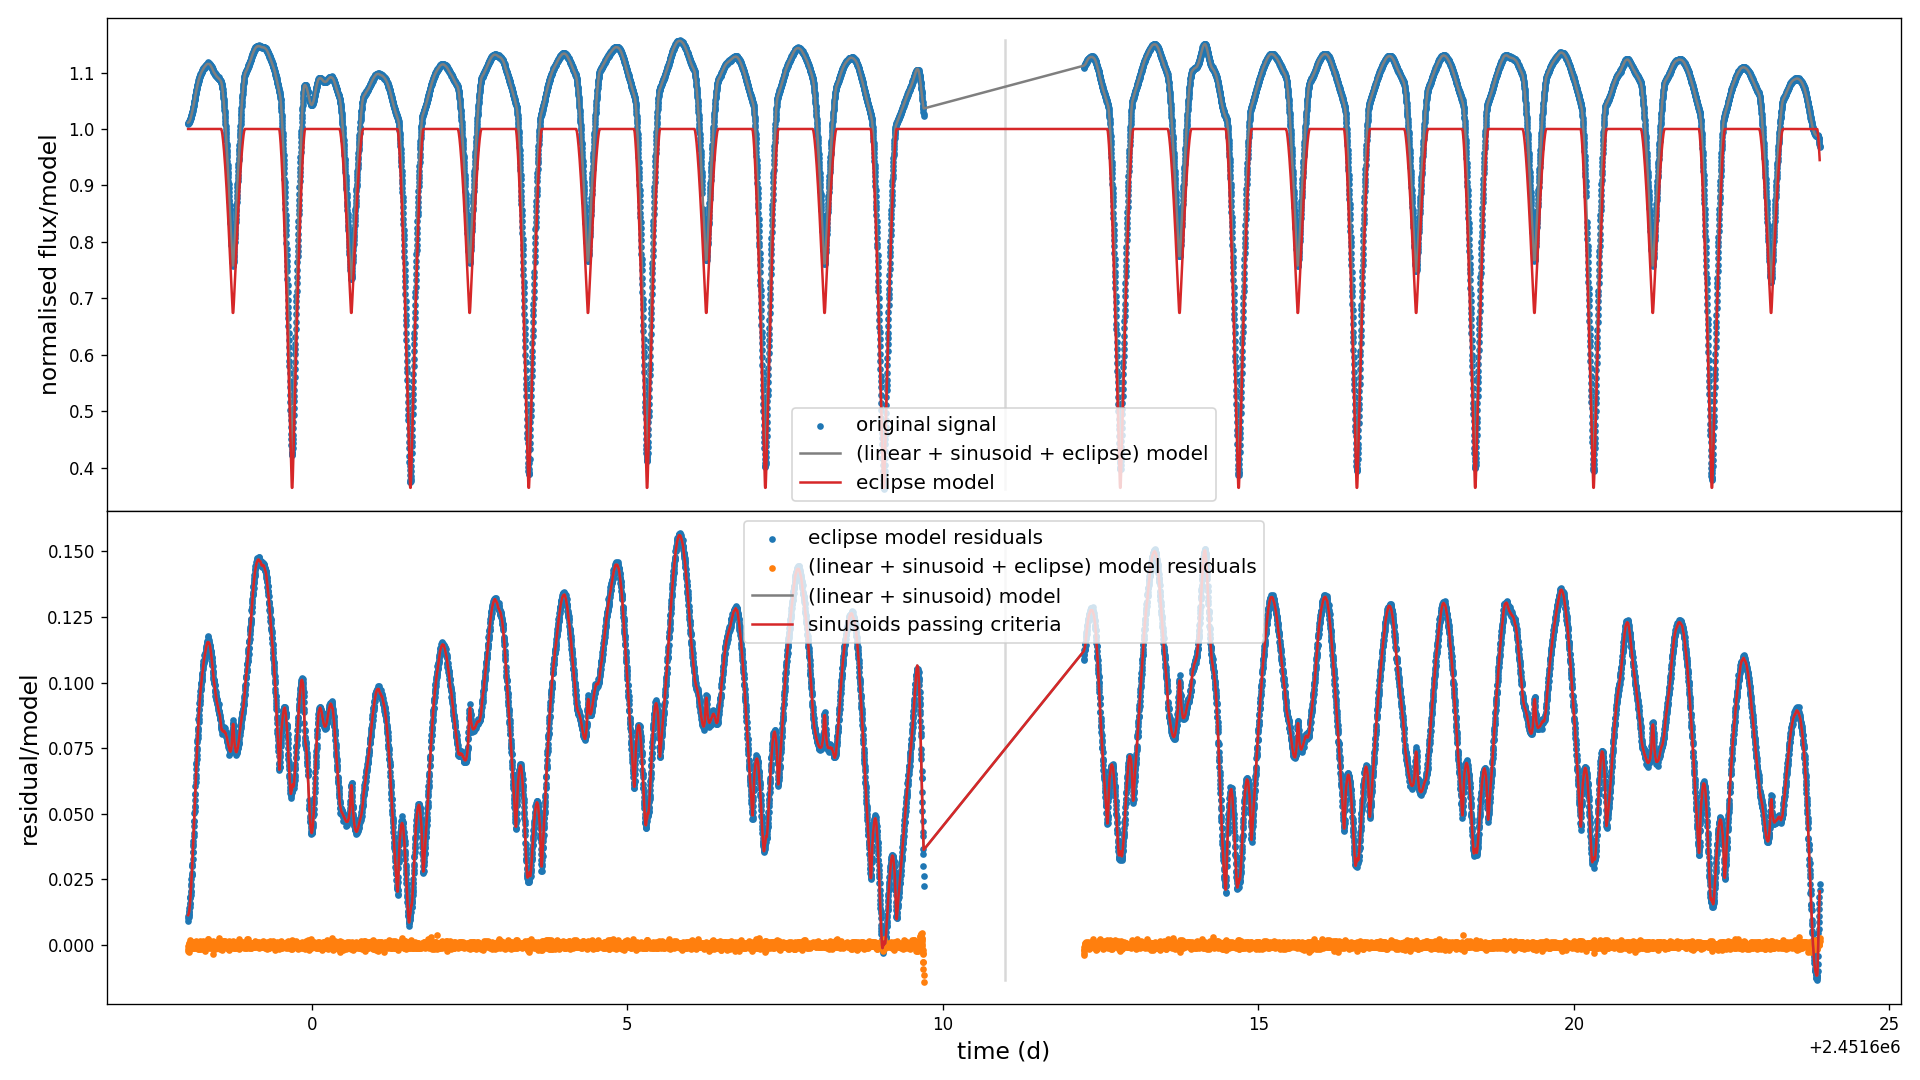 normalised flux/model
1.1
1.0
0.9
0.8
0.7
0.6
0.5
0.4
original signal
(linear + sinusoid + eclipse) model
eclipse model
residual/model
0.150
0.125
0.100
0.075
0.050
0.025
0.000
eclipse model residuals
(linear + sinusoid + eclipse) model residuals
(linear + sinusoid) model
sinusoids passing criteria
0 5 10 15 20 25
time (d)
+2.4516e6